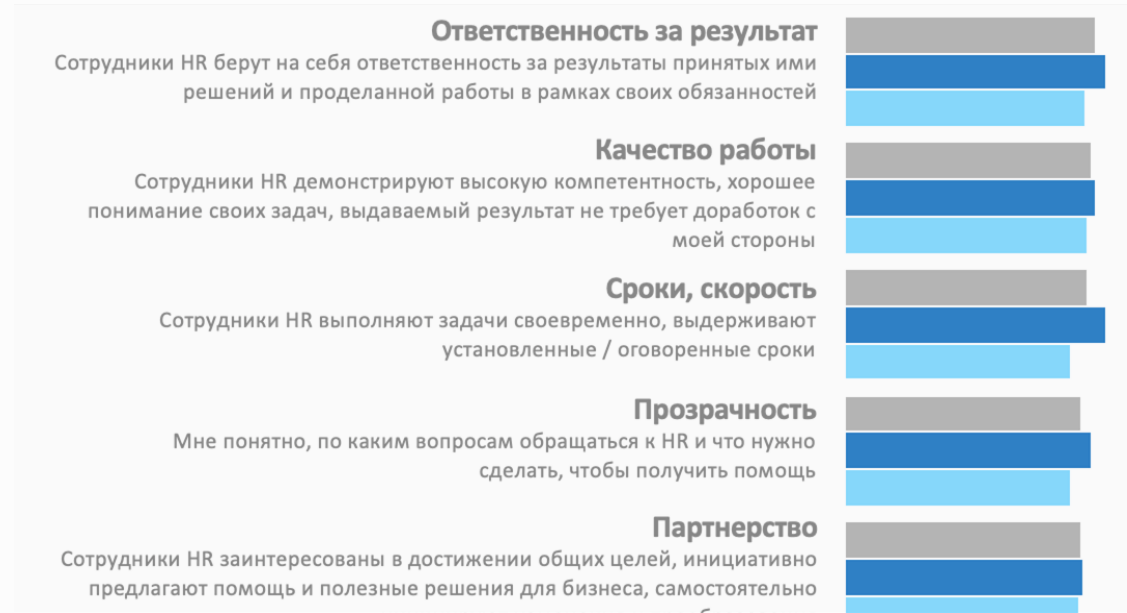 Ответственность за результат
Сотрудники HR берут на себя ответственность за результаты принятых ими
решений и проделанной работы в рамках своих обязанностей
Качество работы
Сотрудники HR демонстрируют высокую компетентность, хорошее
понимание своих задач, выдаваемый результат не требует доработок с
моей стороны
Сроки, скорость
Сотрудники HR выполняют задачи своевременно, выдерживают
установленные / оговоренные сроки
Прозрачность
Мне понятно, по каким вопросам обращаться к HR и что нужно
сделать, чтобы получить помощь
Партнерство
Сотрудники HR заинтересованы в достижении общих целей, инициативно
предлагают помощь и полезные решения для бизнеса, самостоятельно